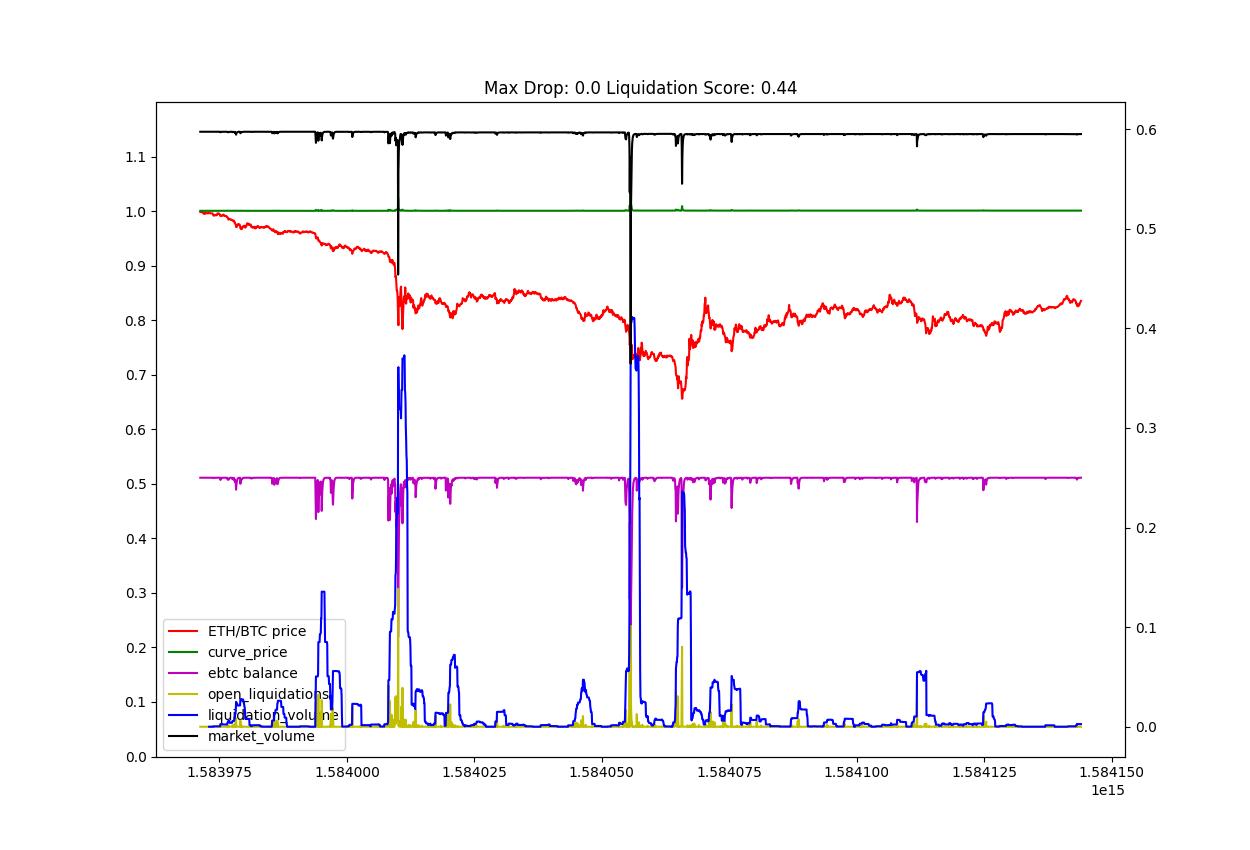 Max Drop: 0.0 Liquidation Score: 0.44
1.1
1.0
0.9
0.8
0.7
0.6
0.5
0.4
0.3
0.2
0.1
0.0
0.6
0.5
0.4
0.3
0.2
0.1
0.0
ETH/BTC price
curve_price
ebtc balance
open_liquidations
liquidation_volume
market_volume
1.583975 1.584000 1.584025 1.584050 1.584075 1.584100 1.584125 1.584150
1e15